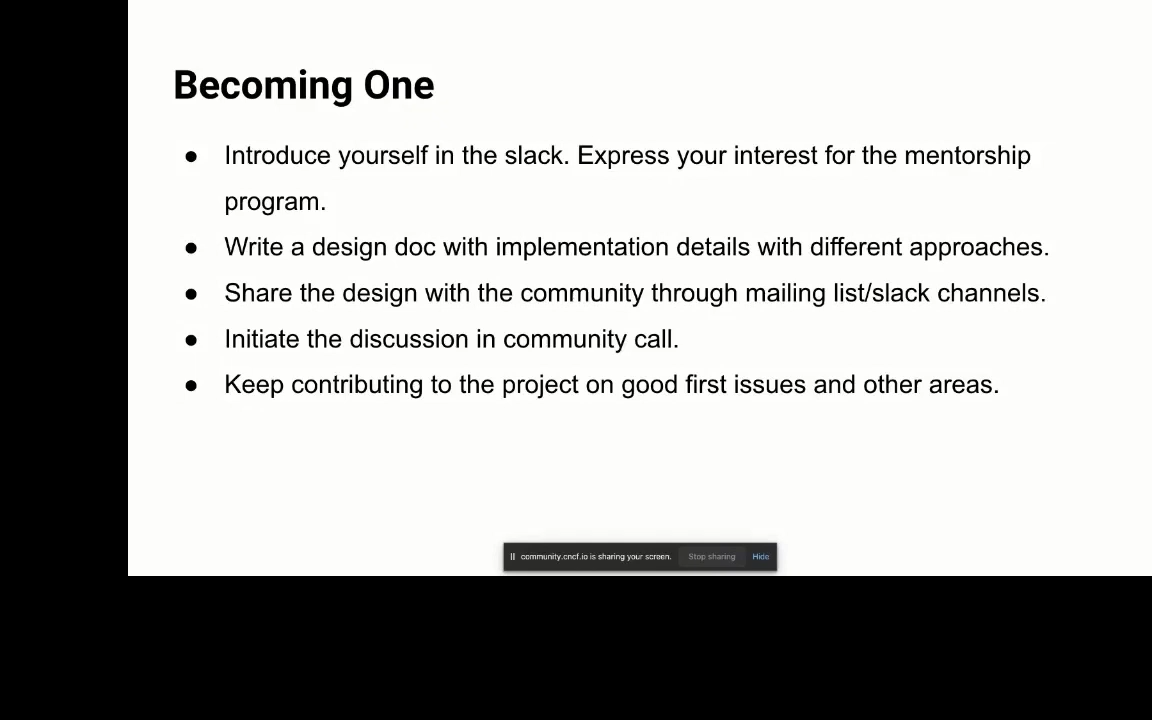 Becoming One
● Introduce yourself in the slack. Express your interest for the mentorship
program.
● Write a design doc with implementation details with different approaches.
● Share the design with the community through mailing list/slack channels.
● Initiate the discussion in community call.
● Keep contributing to the project on good first issues and other areas.
community.cncf.io is sharing your screen. Stop sharing Hide